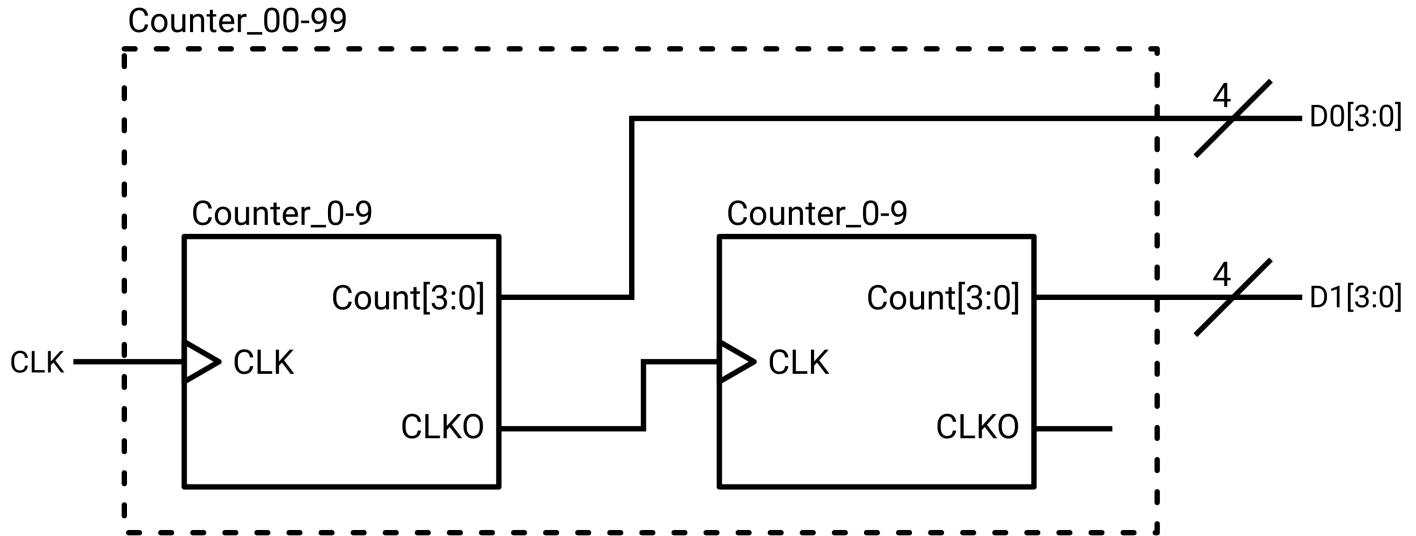 Counter_00-99
4
D0[3:0]
Counter_0-9
Counter_0-9
Count[3:0]
Count[3:0]
4
D1[3:0]
CLK
CLK
CLK
CLKO
CLKO